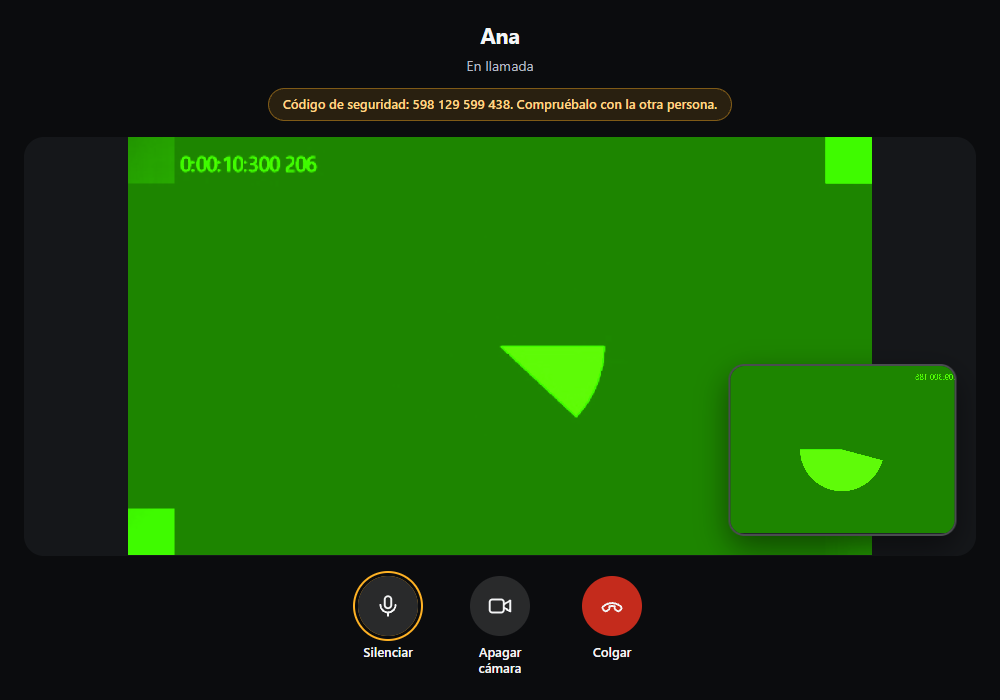 Ana
En llamada
Código de seguridad: 598 129 599 438. Compruébalo con la otra persona.
0:00:10:300 206
Silenciar
Apagar
cámara
Colgar